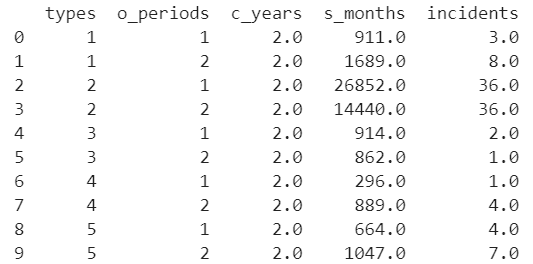 types o_periods c_years s_months incidents
0 1 1 2.0 911.0 3.0
1 1 2 2.0 1689.0 8.0
2 2 1 2.0 26852.0 36.0
3 2 2 2.0 14440.0 36.0
4 3 1 2.0 914.0 2.0
5 3 2 2.0 862.0 1.0
6 4 1 2.0 296.0 1.0
7 4 2 2.0 889.0 4.0
8 5 1 2.0 664.0 4.0
9 5 2 2.0 1047.0 7.0